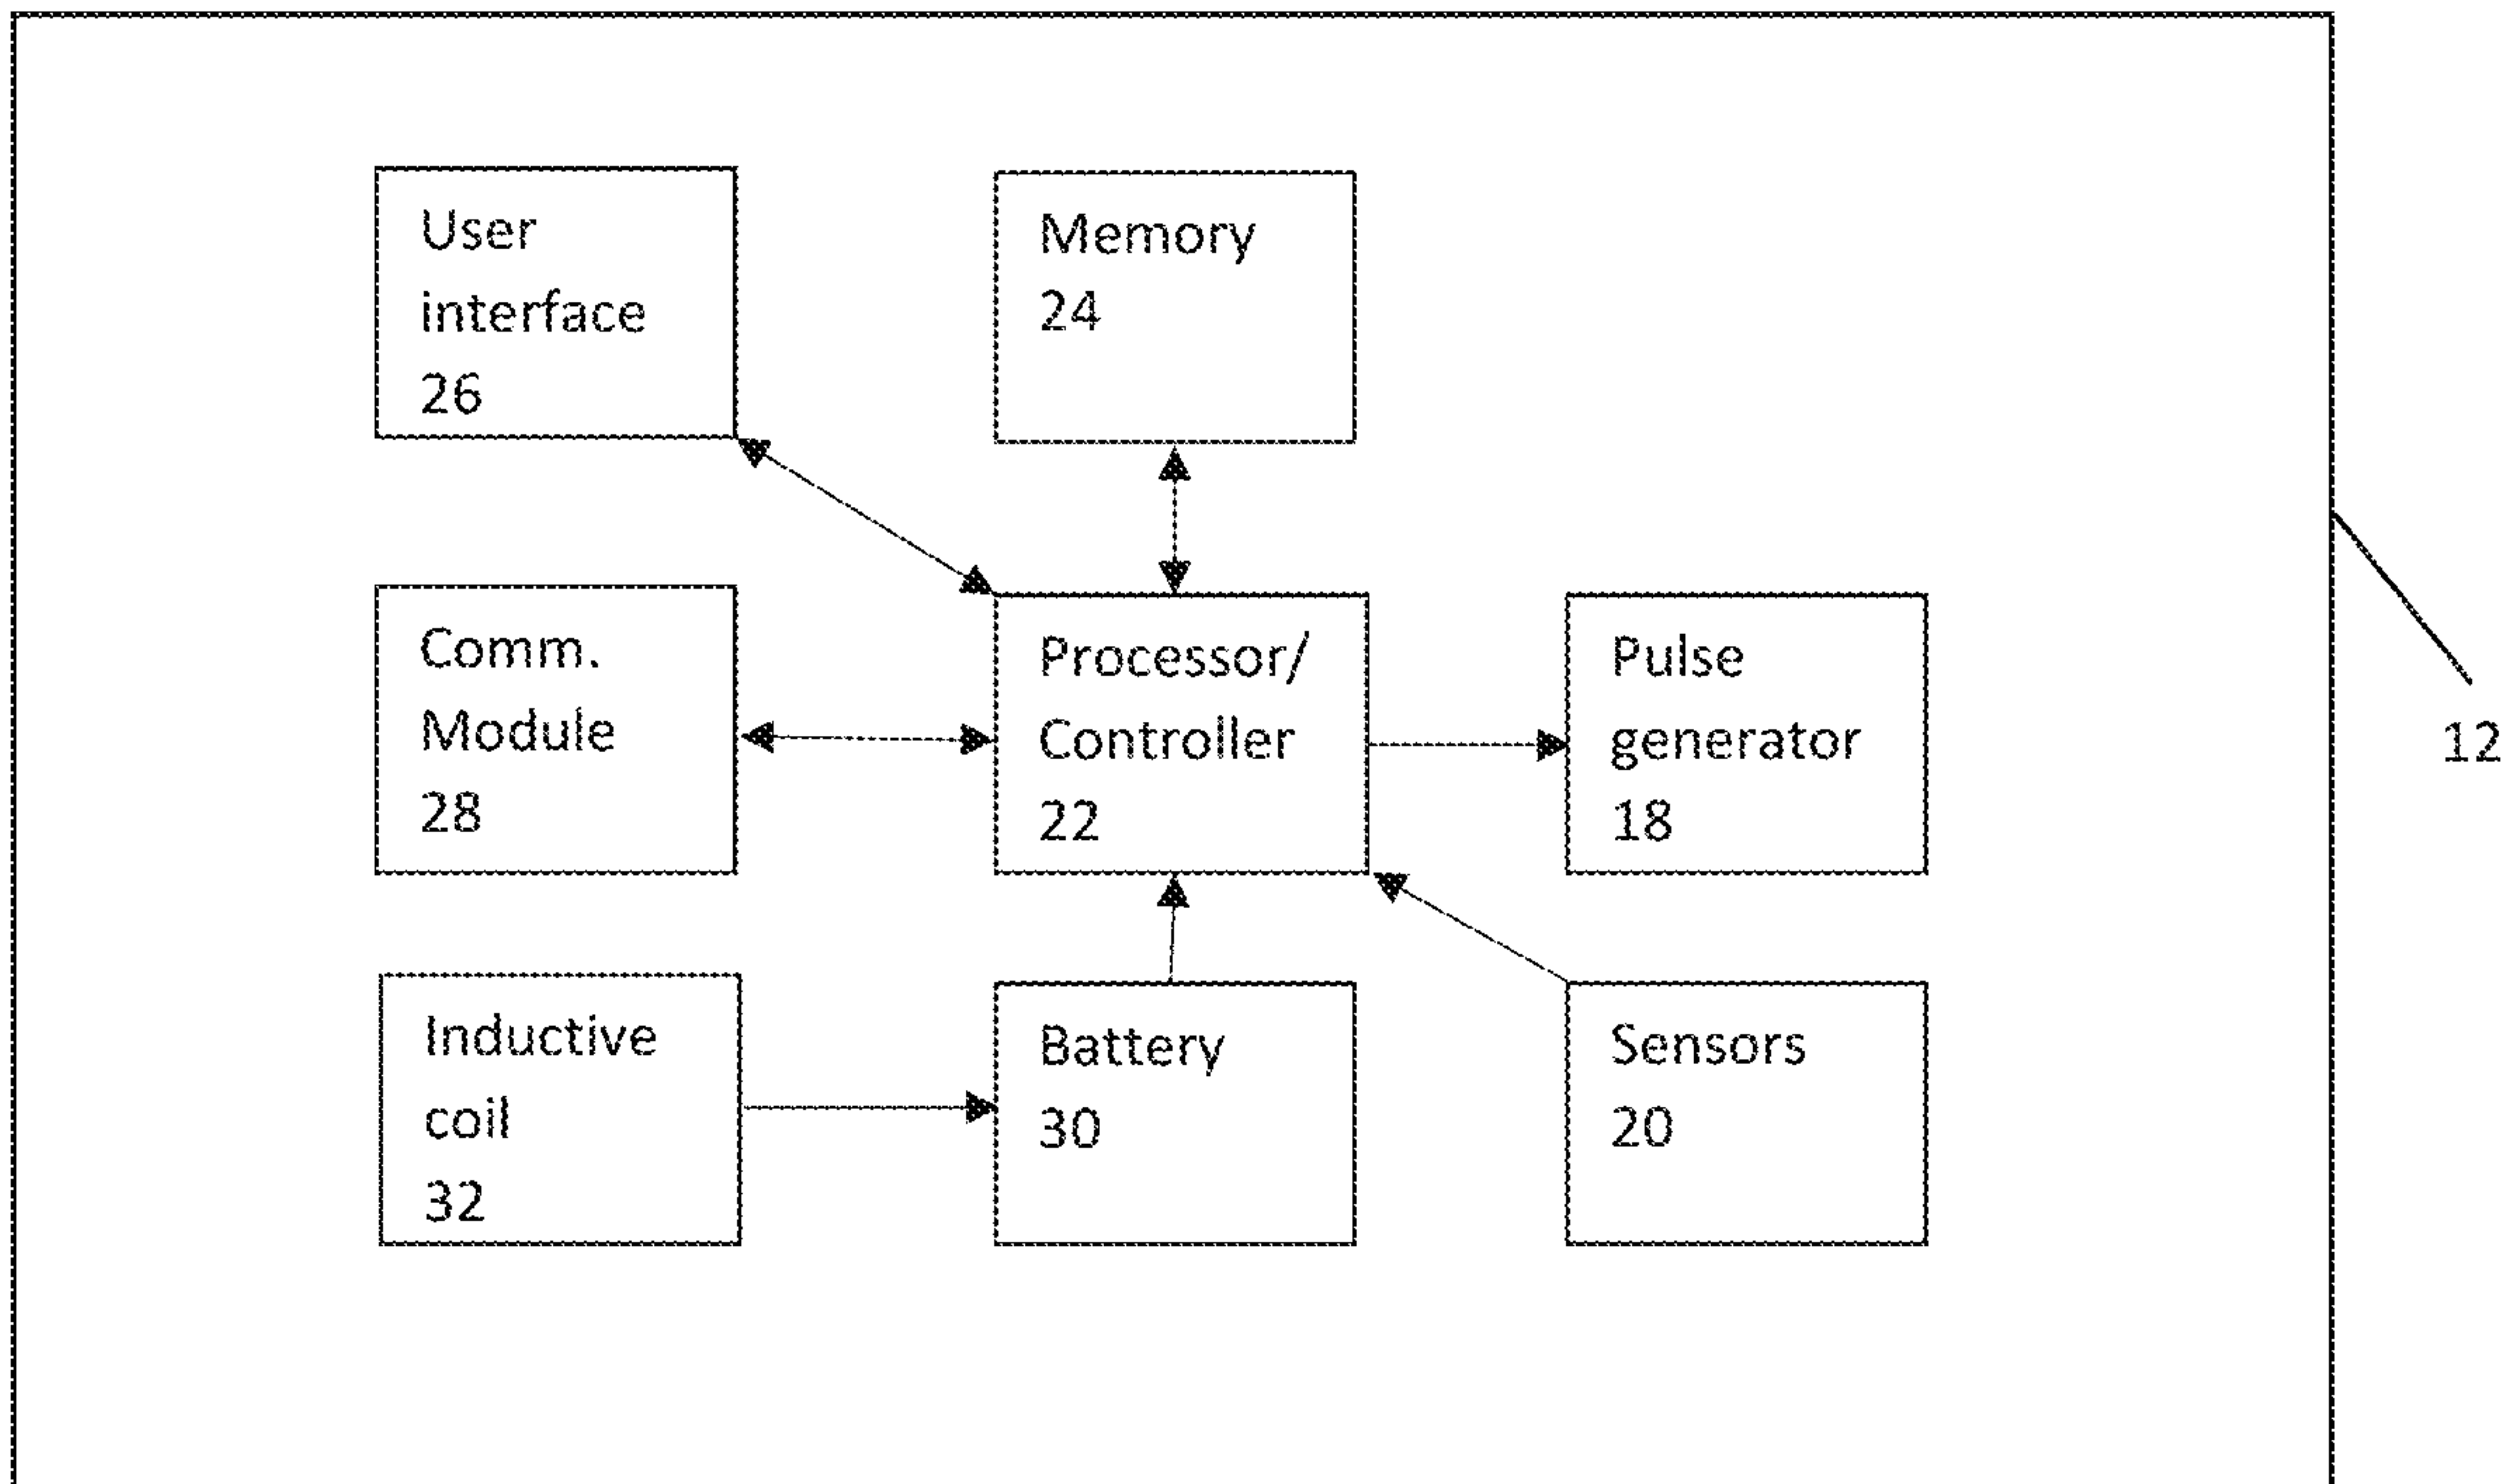 User
interface
26
Memory
24
Comm.
Module
28
Processor/
Controller
22
Pulse
generator
18
12
Inductive
coil
32
Battery
30
Sensors
20